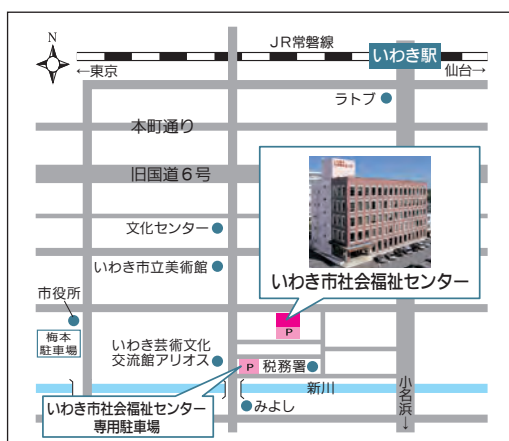 N
JR常磐線
いわき駅
←東京
仙台→
ラトブ
本町通り
旧国道6号
文化センター
いわき市立美術館
いわき市社会福祉センター
市役所
梅本
駐車場
P
いわき芸術文化
交流館アリオス
P
税務署
新川
小名浜→
いわき市社会福祉センター
専用駐車場
みよし